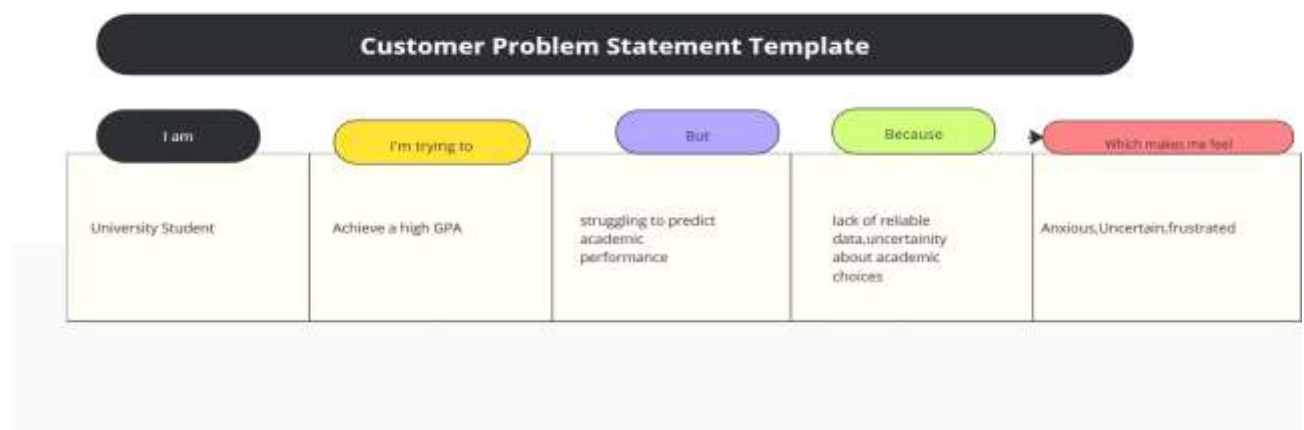 Customer Problem Statement Template
I am
I'm trying to
But
Because
Which makes me feel
University Student
Achieve a high GPA
struggling to predict
academic
performance
lack of reliable
data,uncertainity
about academic
choices
Anxious,Uncertain,frustrated